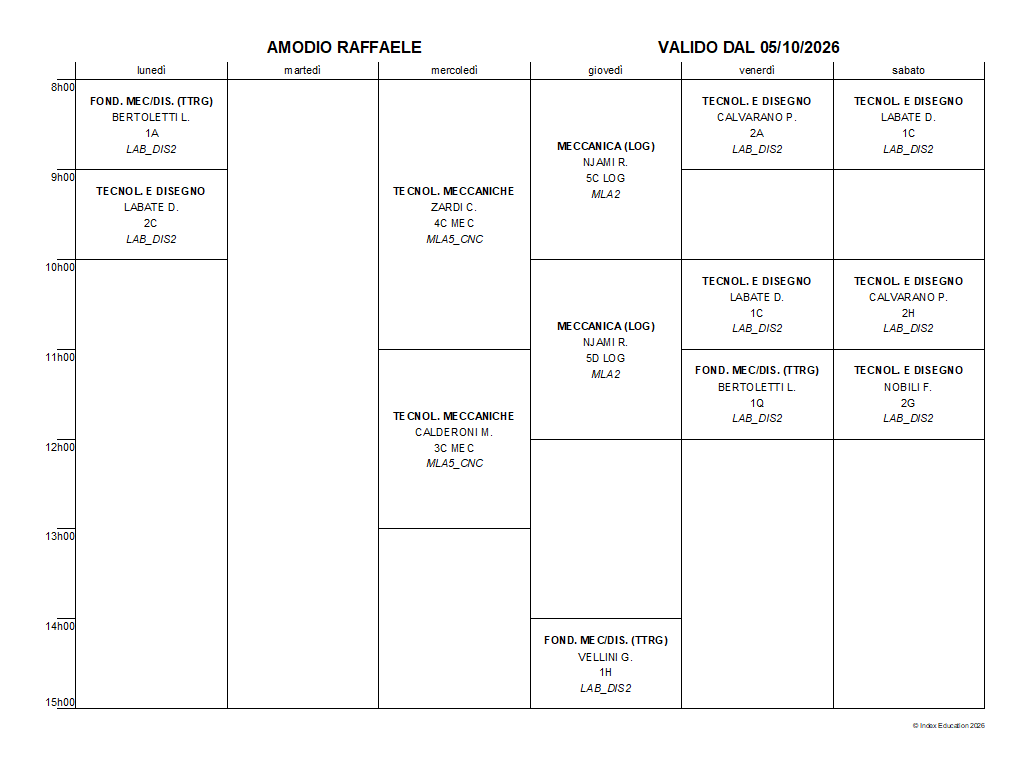 AMODIO RAFFAELE
VALIDO DAL 05/10/2026
lunedì
martedì
mercoledì
giovedì
venerdì
sabato
8h00
9h00
10h00
11h00
12h00
13h00
14h00
15h00
FOND. MEC/DIS. (TTRG)
BERTOLETTI L.
1A
LAB_DIS2
TECNOL. E DISEGNO
LABATE D.
2C
LAB_DIS2
TECNOL. MECCANICHE
ZARDI C.
4C MEC
MLA5_CNC
TECNOL. MECCANICHE
CALDERONI M.
3C MEC
MLA5_CNC
MECCANICA (LOG)
NJAMI R.
5C LOG
MLA2
MECCANICA (LOG)
NJAMI R.
5D LOG
MLA2
FOND. MEC/DIS. (TTRG)
VELLINI G.
1H
LAB_DIS2
TECNOL. E DISEGNO
CALVARANO P.
2A
LAB_DIS2
TECNOL. E DISEGNO
LABATE D.
1C
LAB_DIS2
FOND. MEC/DIS. (TTRG)
BERTOLETTI L.
1Q
LAB_DIS2
TECNOL. E DISEGNO
LABATE D.
1C
LAB_DIS2
TECNOL. E DISEGNO
CALVARANO P.
2H
LAB_DIS2
TECNOL. E DISEGNO
NOBILI F.
2G
LAB_DIS2
© Index Education 2026